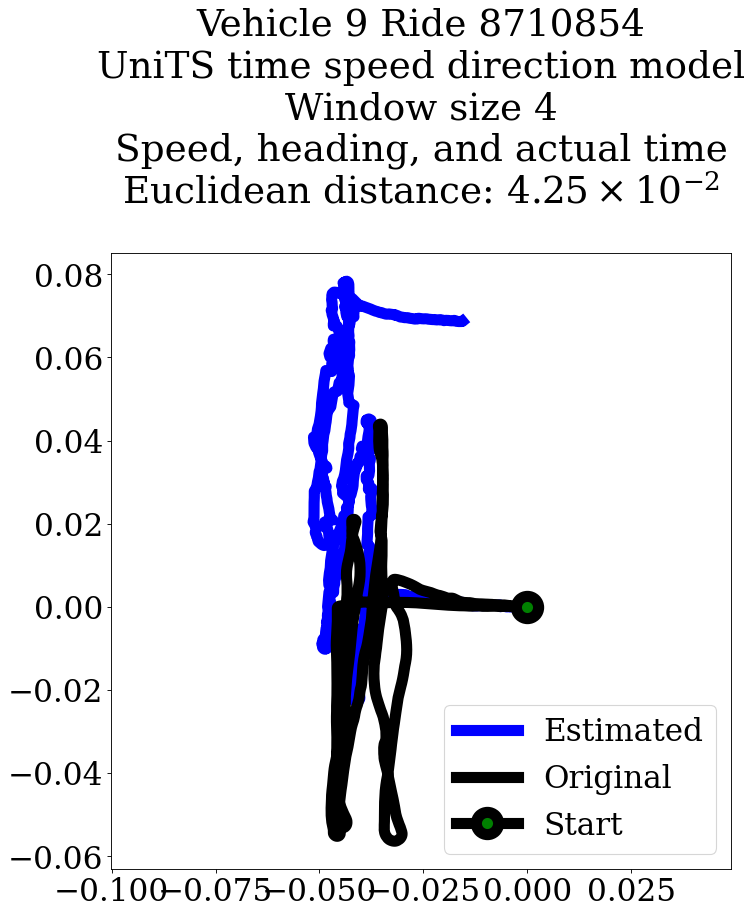 Vehicle 9 Ride 8710854
UniTS time speed direction model
Window size 4
Speed, heading, and actual time
Euclidean distance: 4.25 × 10⁻²
0.08
0.06
0.04
0.02
0.00
−0.02
−0.04
−0.06
Estimated
Original
Start
−0.100 −0.075 −0.050 −0.025 0.000 0.025